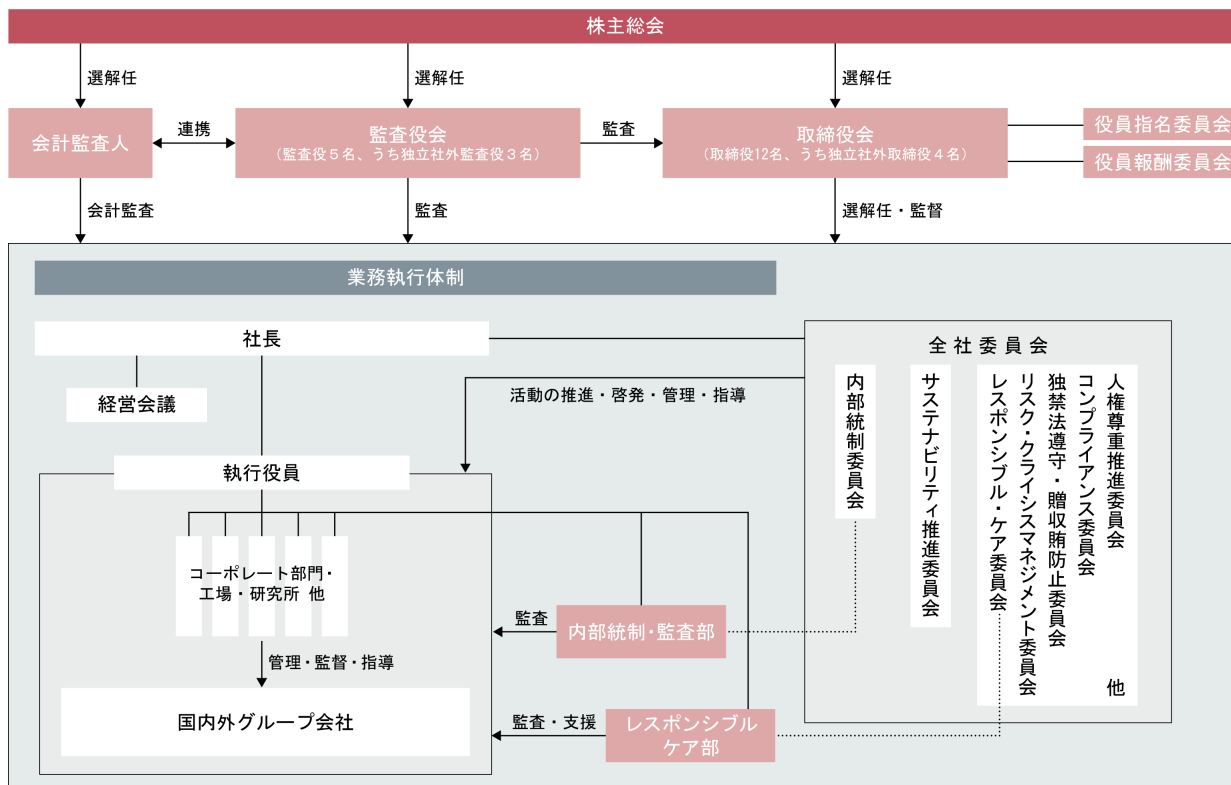 株主総会
選解任
選解任
選解任
会計監査人
連携
監査役会
(監査役5名、うち独立社外監査役3名)
監査
取締役会
(取締役12名、うち独立社外取締役4名)
役員指名委員会
役員報酬委員会
会計監査
監査
選解任・監督
業務執行体制
社長
経営会議
活動の推進・啓発・管理・指導
執行役員
コーポレート部門・
工場・研究所 他
管理・監督・指導
国内外グループ会社
監査
内部統制・監査部
監査・支援
レスポンシブル
ケア部
全社委員会
内部統制委員会
サステナビリティ推進委員会
人権尊重推進委員会 他
コンプライアンス委員会
独禁法遵守・贈収賄防止委員会
リスク・クライシスマネジメント委員会
レスポンシブル・ケア委員会